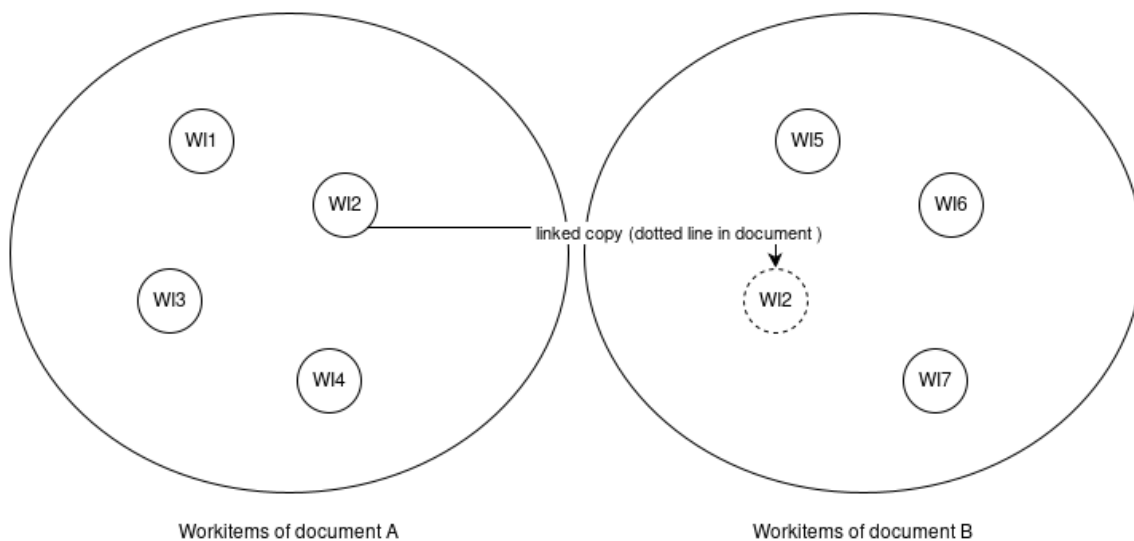 WI1
WI2
WI3
WI4
linked copy (dotted line in document )
WI5
WI6
WI2
WI7
Workitems of document A
Workitems of document B